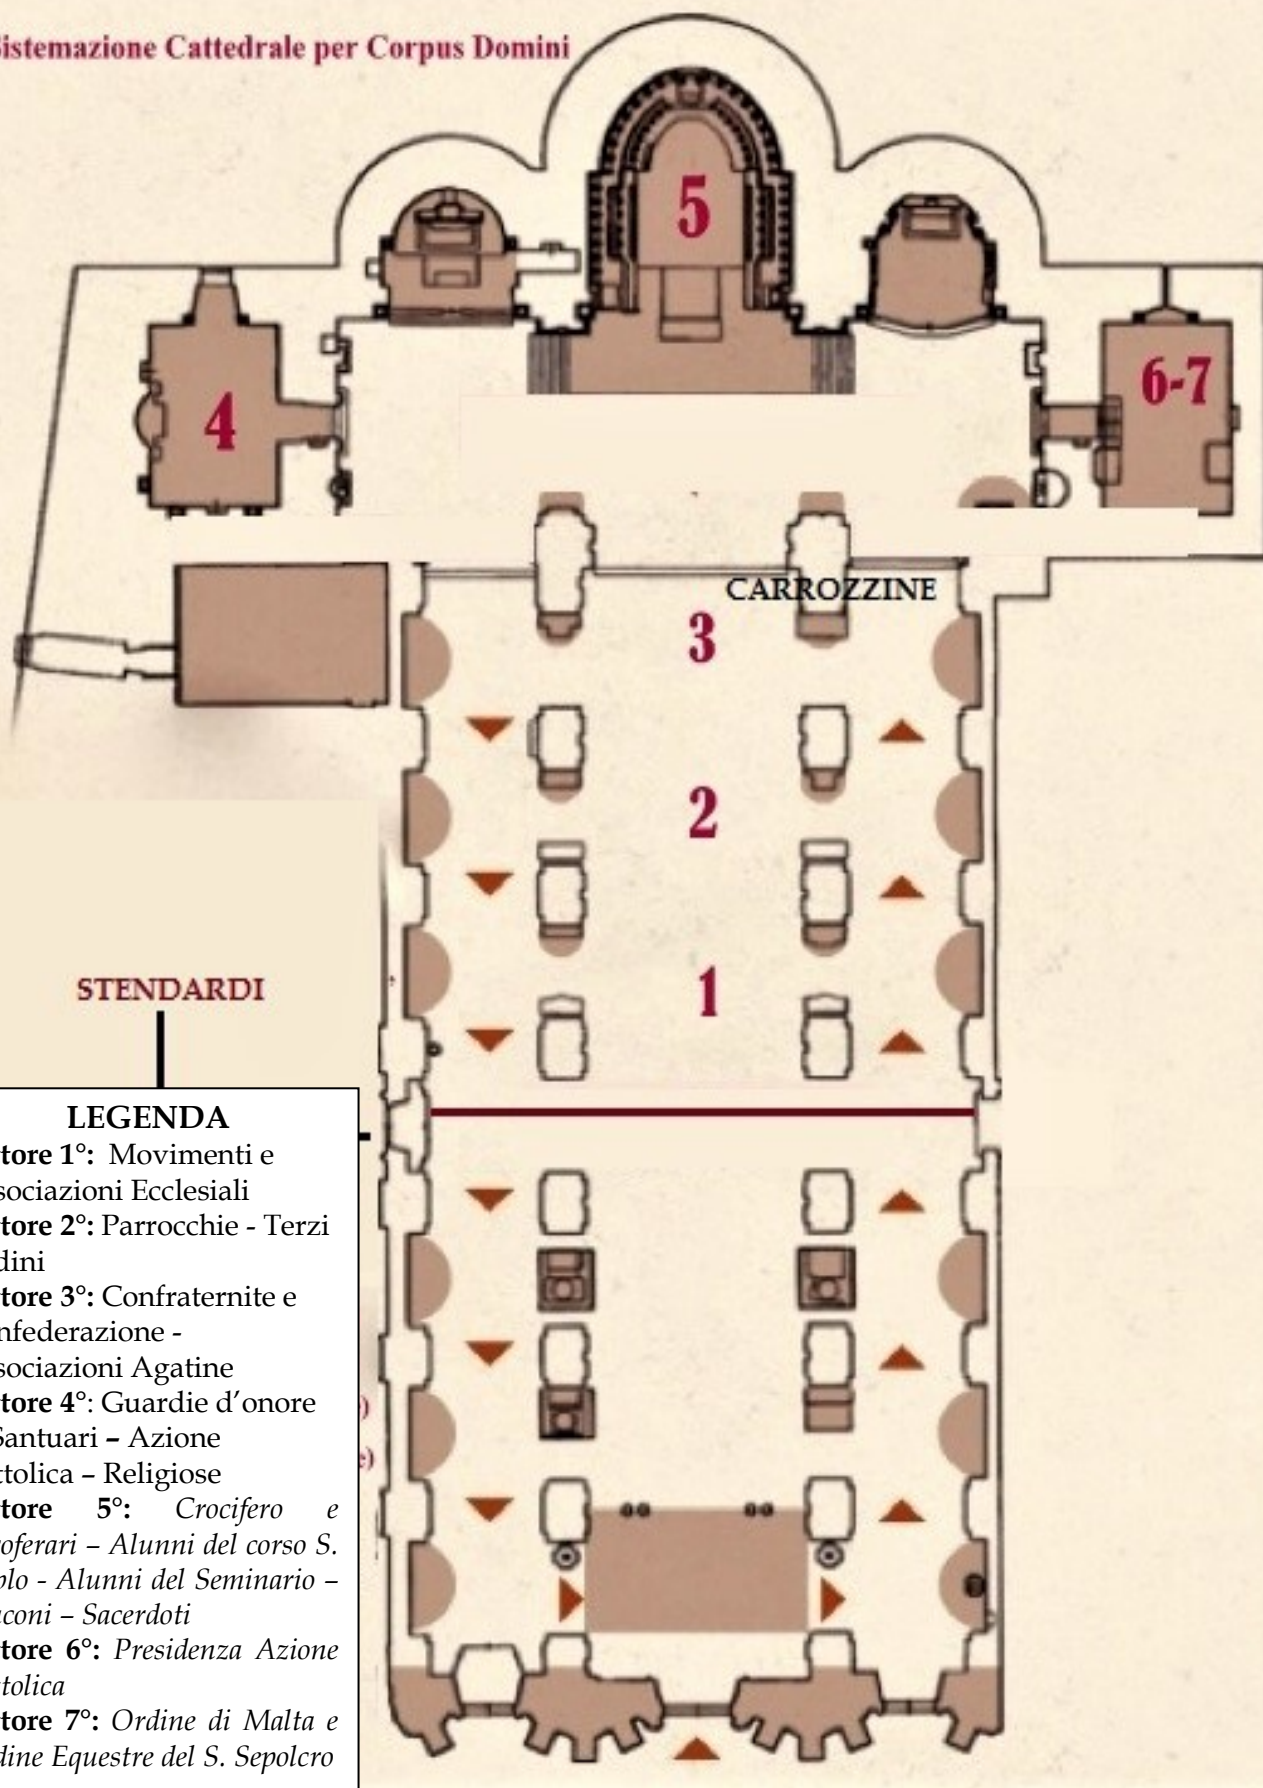 Sistemazione Cattedrale per Corpus Domini
5
4
6-7
CARROZZINE
3
2
1
STENDARDI
LEGENDA
tore 1°: Movimenti e
sociazioni Ecclesiali
tore 2°: Parrocchie - Terzi
dini
tore 3°: Confraternite e
nfederazione -
sociazioni Agatine
tore 4°: Guardie d'onore
Santuari – Azione
ttolica – Religiose
tore 5°: Crocifero e
roferari – Alunni del corso S.
olo - Alunni del Seminario –
aconi – Sacerdoti
tore 6°: Presidenza Azione
ttolica
tore 7°: Ordine di Malta e
dine Equestre del S. Sepolcro